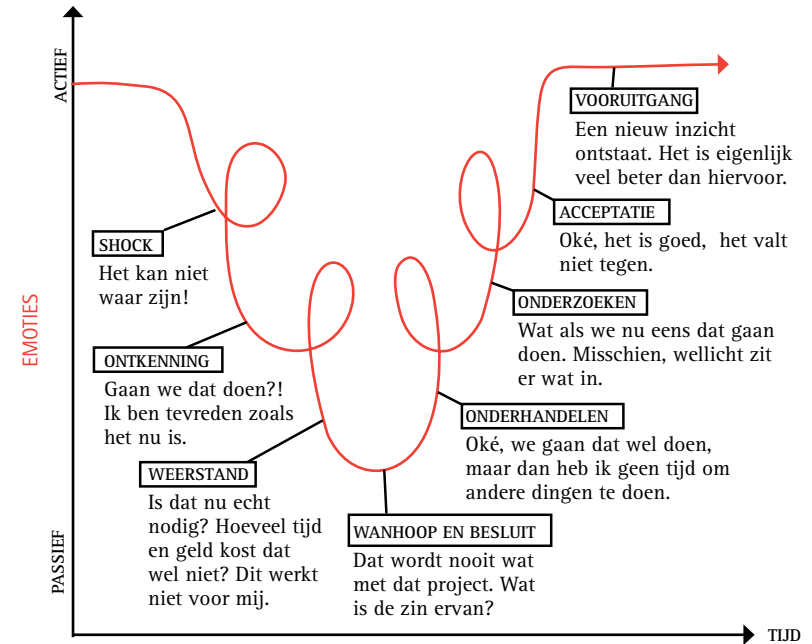 ACTIEF
PASSIEF
EMOTIES
TIJD
SHOCK
Het kan niet
waar zijn!
ONTKENNING
Gaan we dat doen?!
Ik ben tevreden zoals
het nu is.
WEERSTAND
Is dat nu echt
nodig? Hoeveel tijd
en geld kost dat
wel niet? Dit werkt
niet voor mij.
WANHOOP EN BESLUIT
Dat wordt nooit wat
met dat project. Wat
is de zin ervan?
ONDERHANDELEN
Oké, we gaan dat wel doen,
maar dan heb ik geen tijd om
andere dingen te doen.
ONDERZOEKEN
Wat als we nu eens dat gaan
doen. Misschien, wellicht zit
er wat in.
ACCEPTATIE
Oké, het is goed, het valt
niet tegen.
VOORUITGANG
Een nieuw inzicht
ontstaat. Het is eigenlijk
veel beter dan hiervoor.